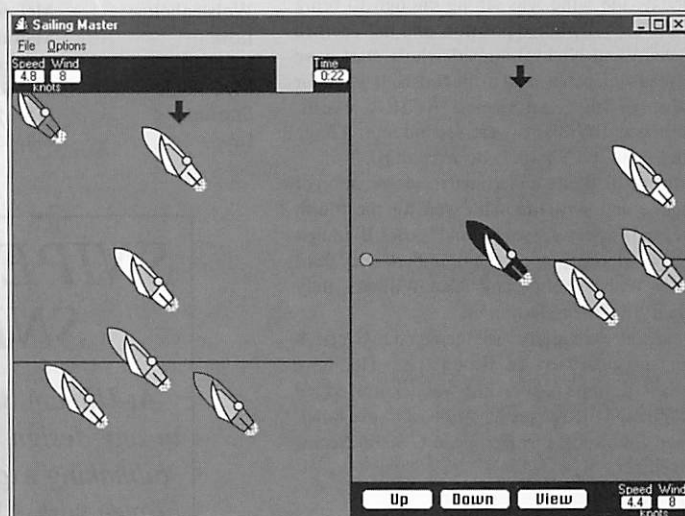 Sailing Master
File Options
Speed Wind
4.8 8
knots
Time
0:22
Up Down View
Speed Wind
4.4 8
knots